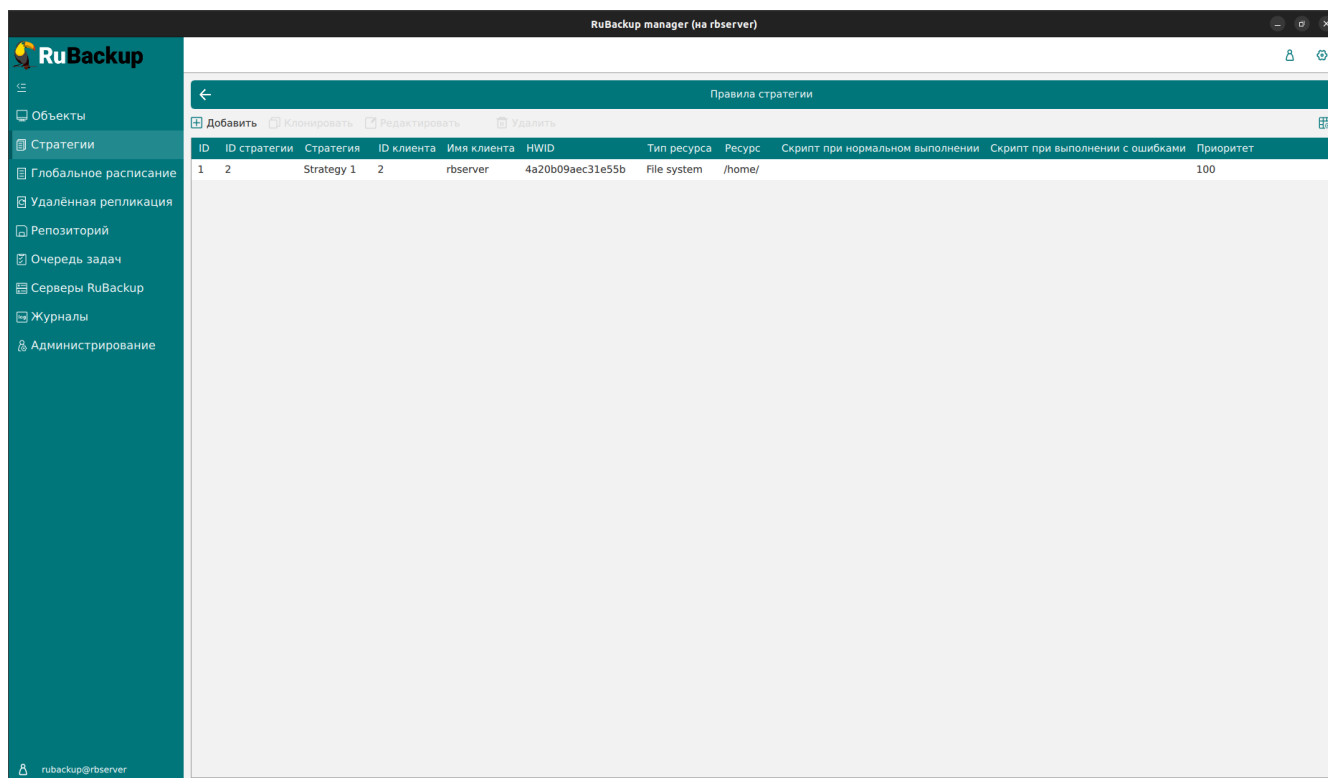 RuBackup manager (на rbserver)
RuBackup
Объекты
Стратегии
Глобальное расписание
Удалённая репликация
Репозиторий
Очередь задач
Серверы RuBackup
Журналы
Администрирование
rubackup@rbserver
Правила стратегии
Добавить Клонировать Редактировать Удалить
ID ID стратегии Стратегия ID клиента Имя клиента HWID Тип ресурса Ресурс Скрипт при нормальном выполнении Скрипт при выполнении с ошибками Приоритет
1 2 Strategy 1 2 rbserver 4a20b09aec31e55b File system /home/ 100